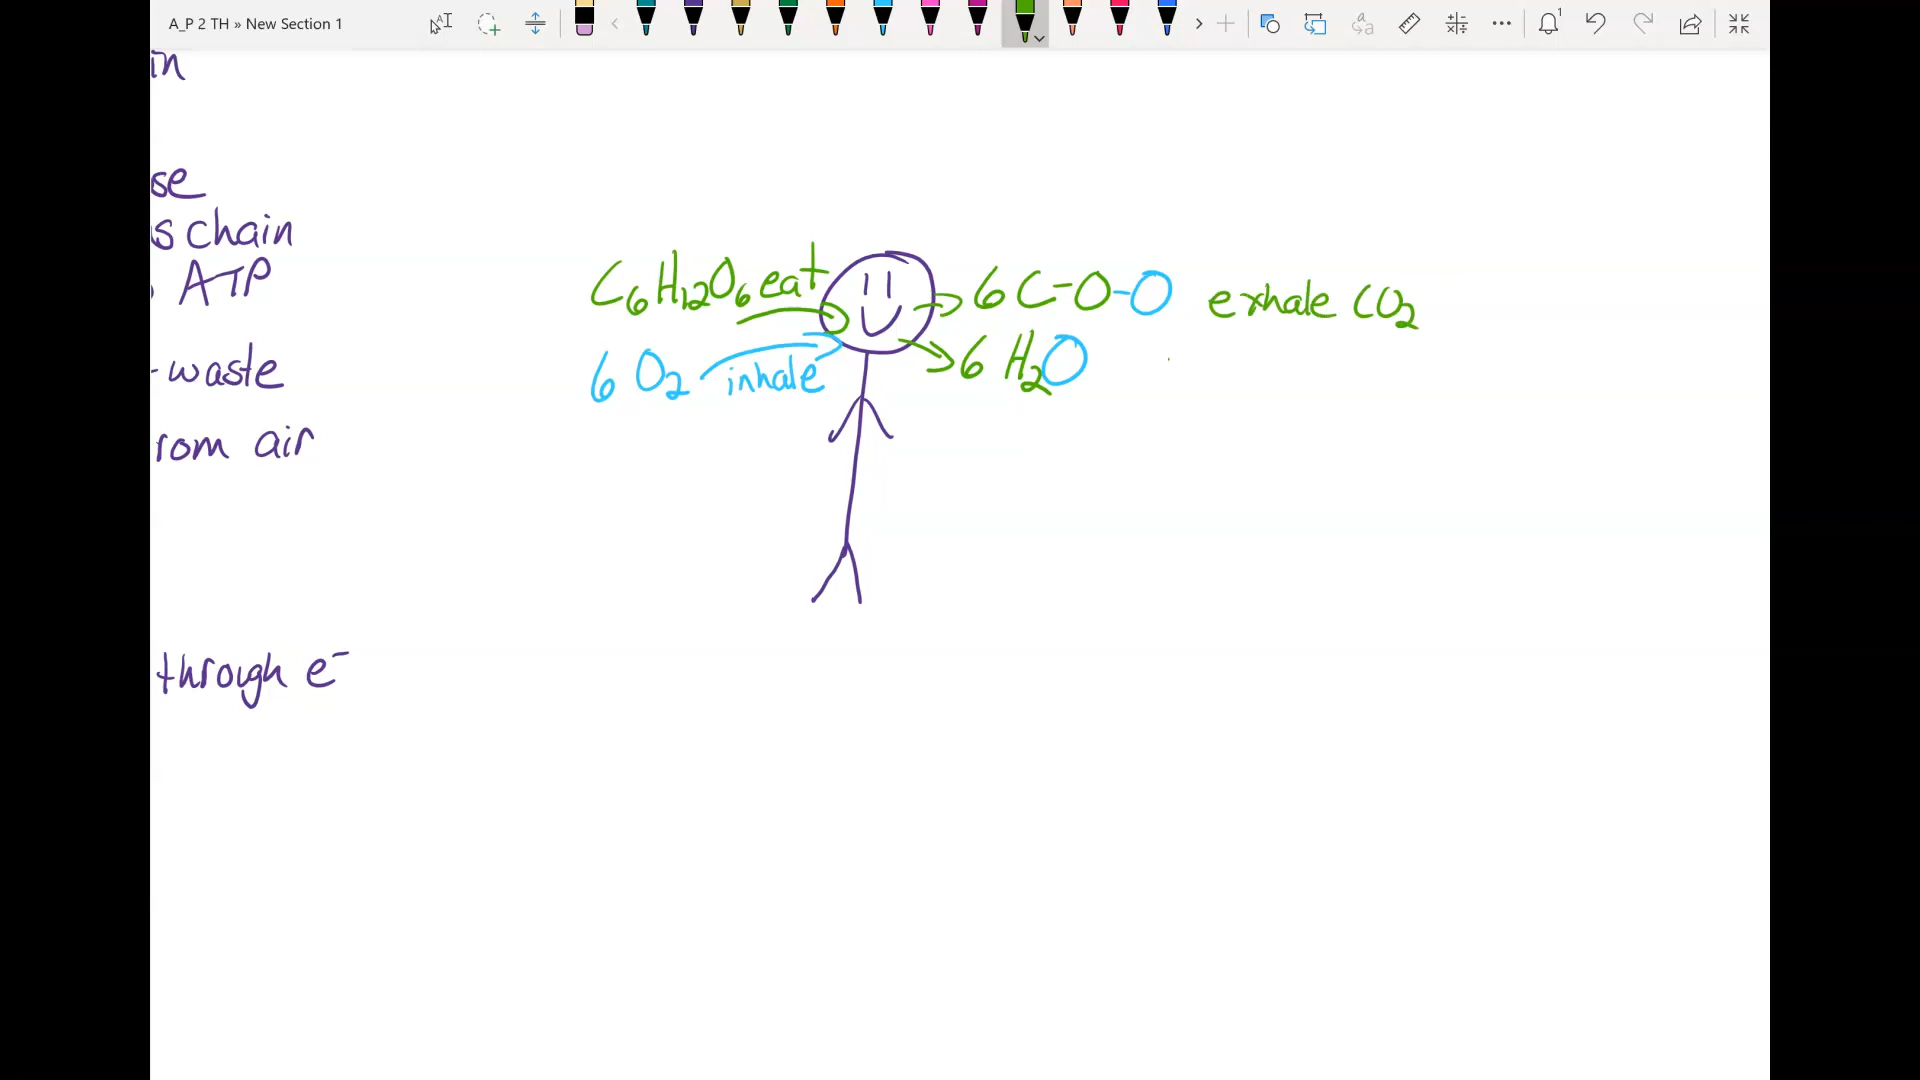 A_P 2 TH » New Section 1
in
se
s chain
ATP
-waste
rom air
through e⁻
C₆H₁₂O₆ eat → 6 C-O-O exhale CO₂
6 O₂ inhale → 6 H₂O